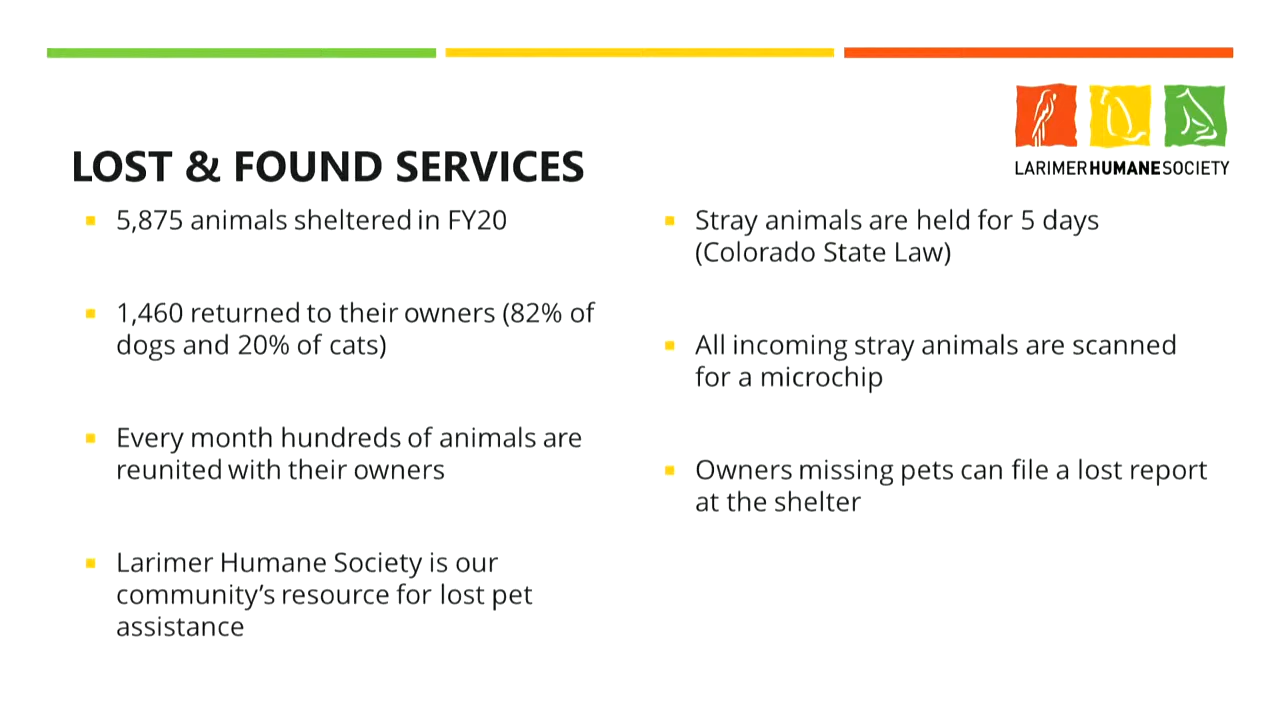 LARIMERHUMANESOCIETY
LOST & FOUND SERVICES
5,875 animals sheltered in FY20
1,460 returned to their owners (82% of
dogs and 20% of cats)
Every month hundreds of animals are
reunited with their owners
Larimer Humane Society is our
community’s resource for lost pet
assistance
Stray animals are held for 5 days
(Colorado State Law)
All incoming stray animals are scanned
for a microchip
Owners missing pets can file a lost report
at the shelter